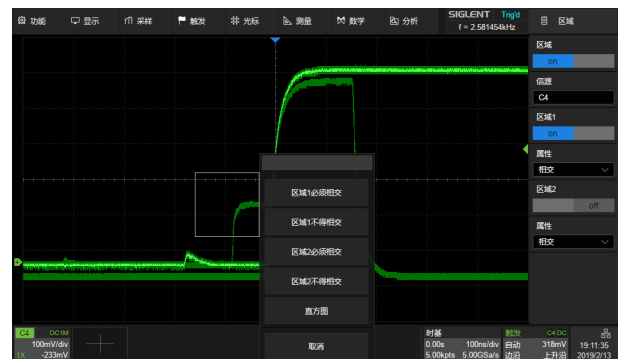 功能
显示
采样
触发
光标
测量
数学
分析
SIGLENT Trig'd
f = 2.581454kHz
区域
区域
on
信源
C4
区域1
on
属性
相交
区域2
off
属性
相交
区域1必须相交
区域1不得相交
区域2必须相交
区域2不得相交
直方图
取消
C4 DC1M
100mV/div
1X -233mV
时基
0.00s 100ns/div
5.00kpts 5.00GSa/s
触发 C4 DC
自动 318mV
边沿 上升沿
19:11:35
2019/2/13